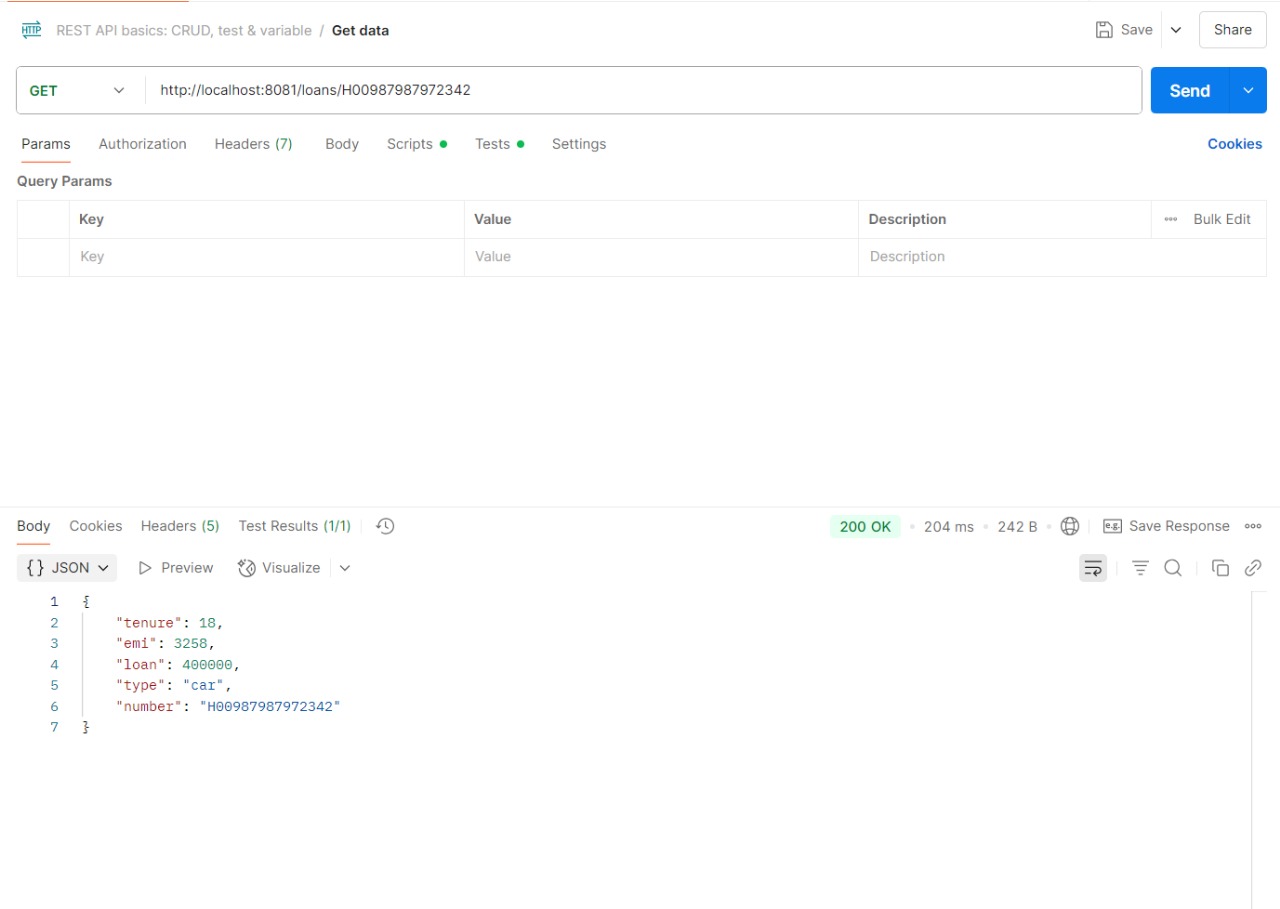 HTTP REST API basics: CRUD, test & variable / Get data Save Share
GET http://localhost:8081/loans/H00987987972342 Send
Params Authorization Headers (7) Body Scripts Tests Settings Cookies
Query Params
Key Value Description Bulk Edit
Key Value Description
Body Cookies Headers (5) Test Results (1/1) 200 OK 204 ms 242 B e.g. Save Response
{} JSON Preview Visualize
1 {
2 "tenure": 18,
3 "emi": 3258,
4 "loan": 400000,
5 "type": "car",
6 "number": "H00987987972342"
7 }